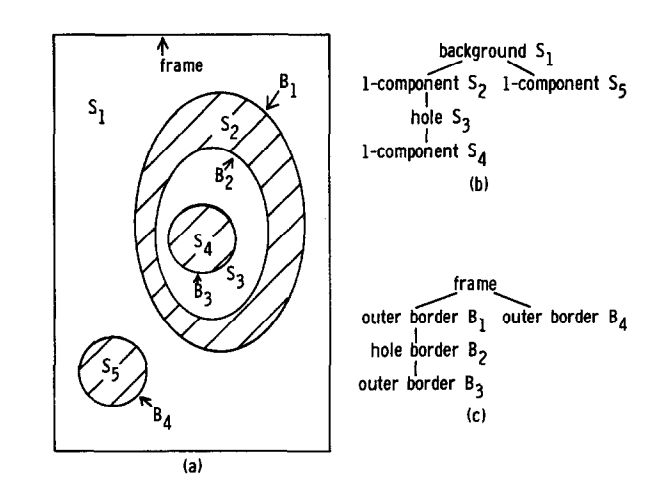 frame
S1
B1
S2
B2
S4
S3
B3
S5
B4
(a)
background S1
1-component S2 1-component S5
hole S3
1-component S4
(b)
frame
outer border B1 outer border B4
hole border B2
outer border B3
(c)